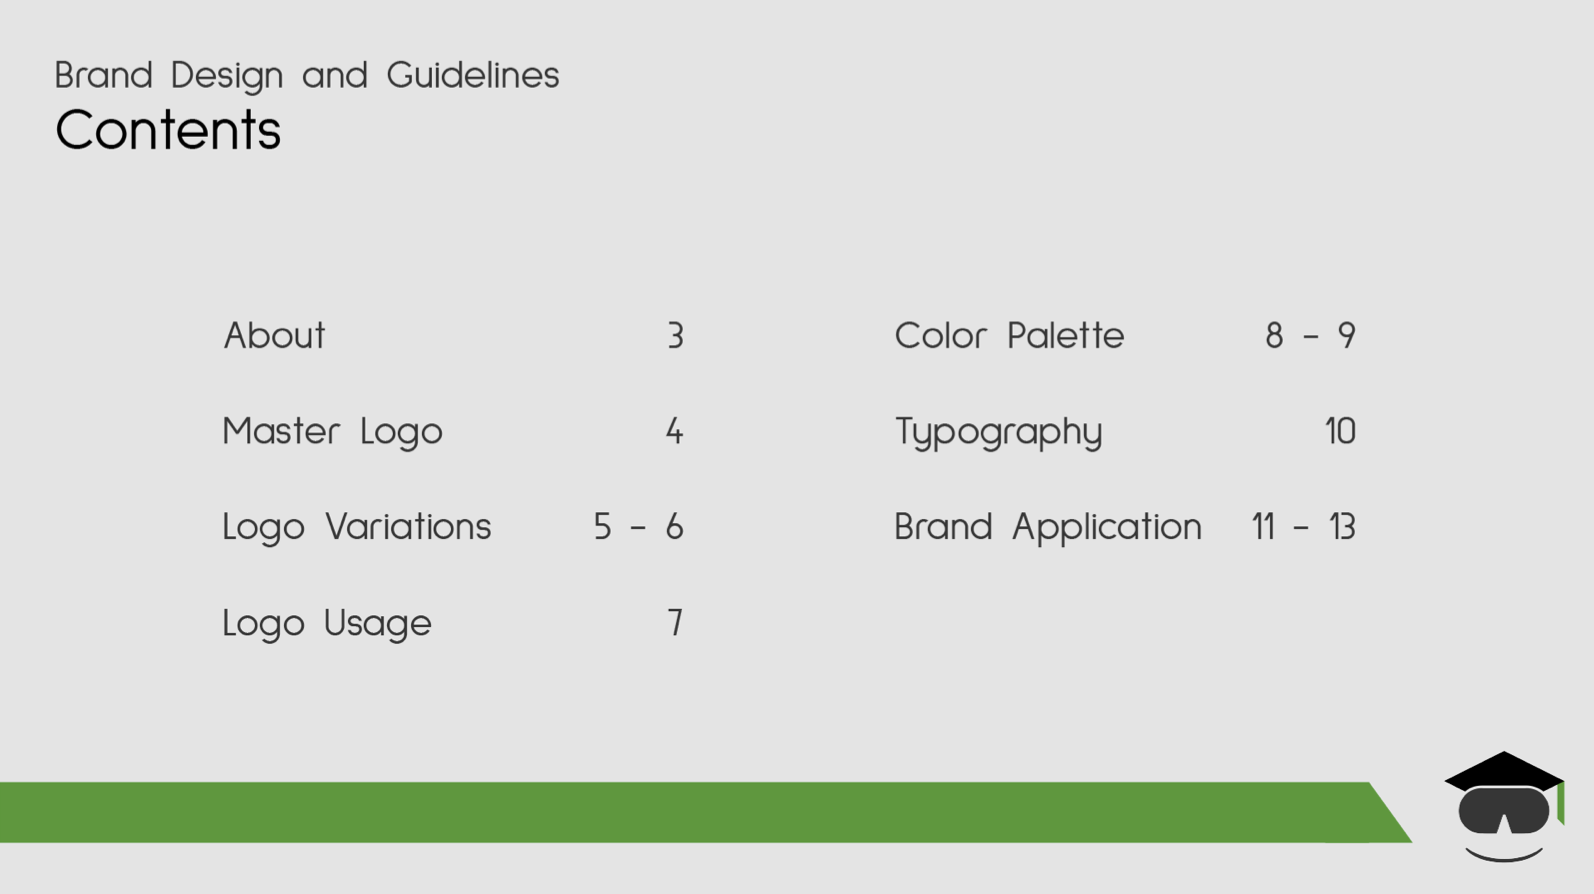 Brand Design and Guidelines
Contents
About 3
Master Logo 4
Logo Variations 5 - 6
Logo Usage 7
Color Palette 8 - 9
Typography 10
Brand Application 11 - 13